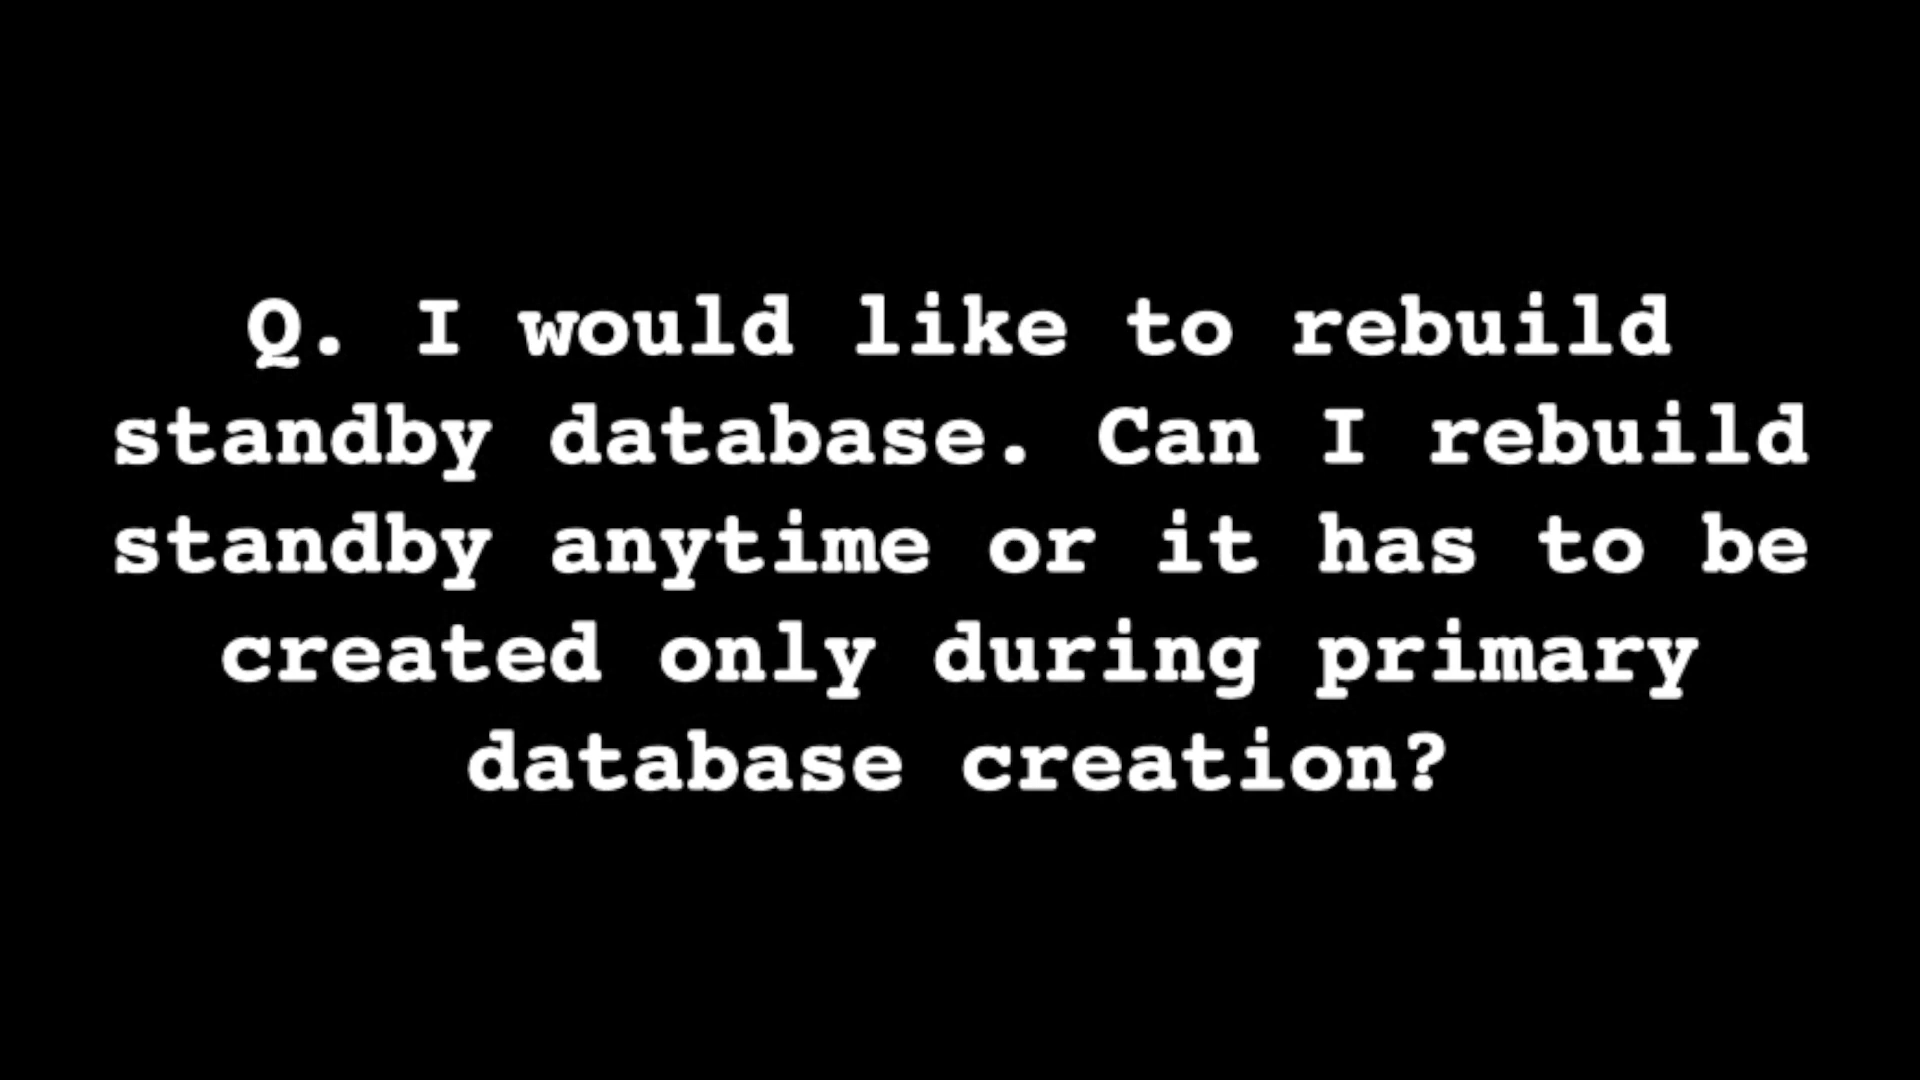 Q. I would like to rebuild
standby database. Can I rebuild
standby anytime or it has to be
created only during primary
database creation?